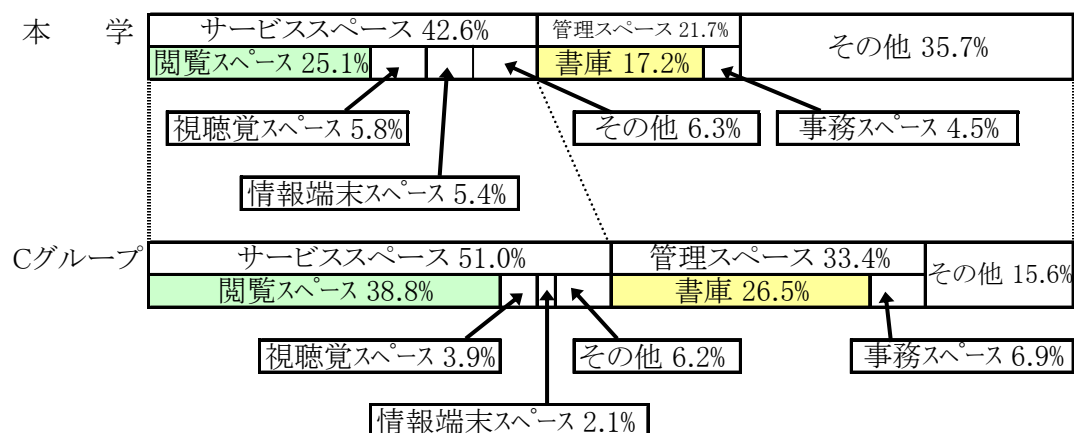 本　学
サービススペース 42.6%
管理スペース 21.7%
その他 35.7%
閲覧スペース 25.1%
書庫 17.2%
視聴覚スペース 5.8%
その他 6.3%
事務スペース 4.5%
情報端末スペース 5.4%
Cグループ
サービススペース 51.0%
管理スペース 33.4%
その他 15.6%
閲覧スペース 38.8%
書庫 26.5%
視聴覚スペース 3.9%
その他 6.2%
事務スペース 6.9%
情報端末スペース 2.1%